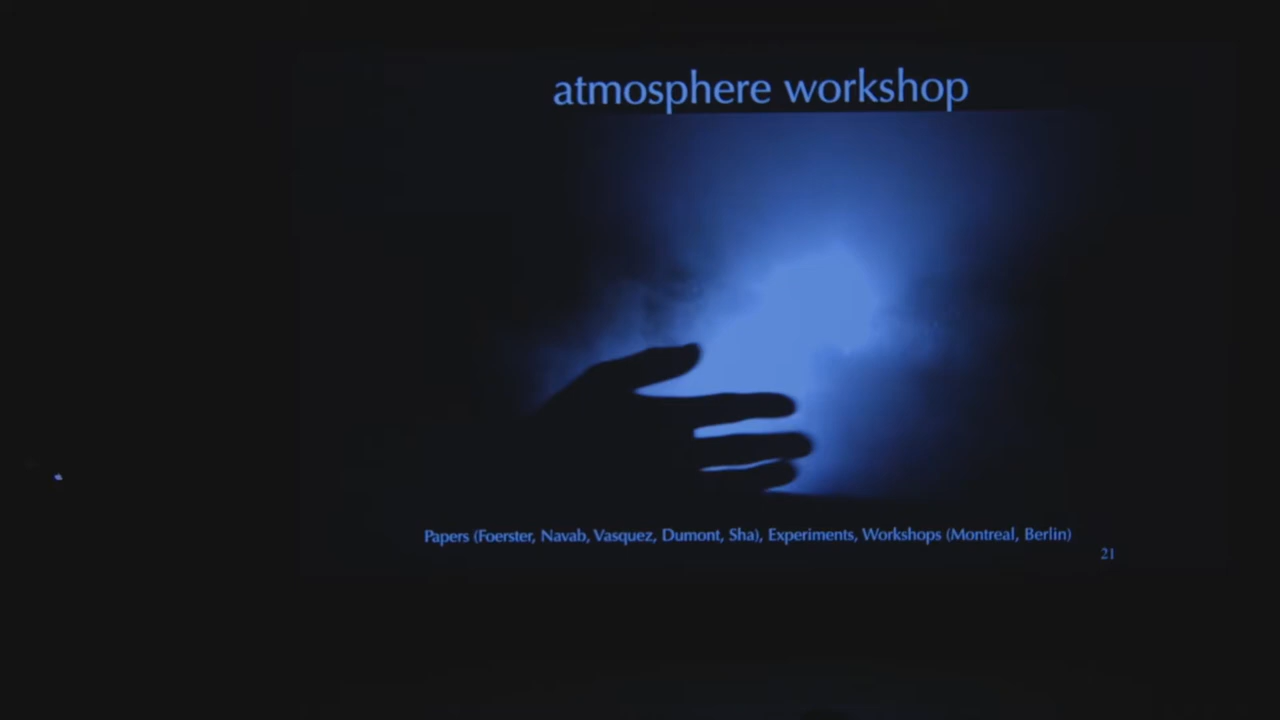 atmosphere workshop
Papers (Foerster, Navab, Vasquez, Dumont, Sha), Experiments, Workshops (Montreal, Berlin)
21